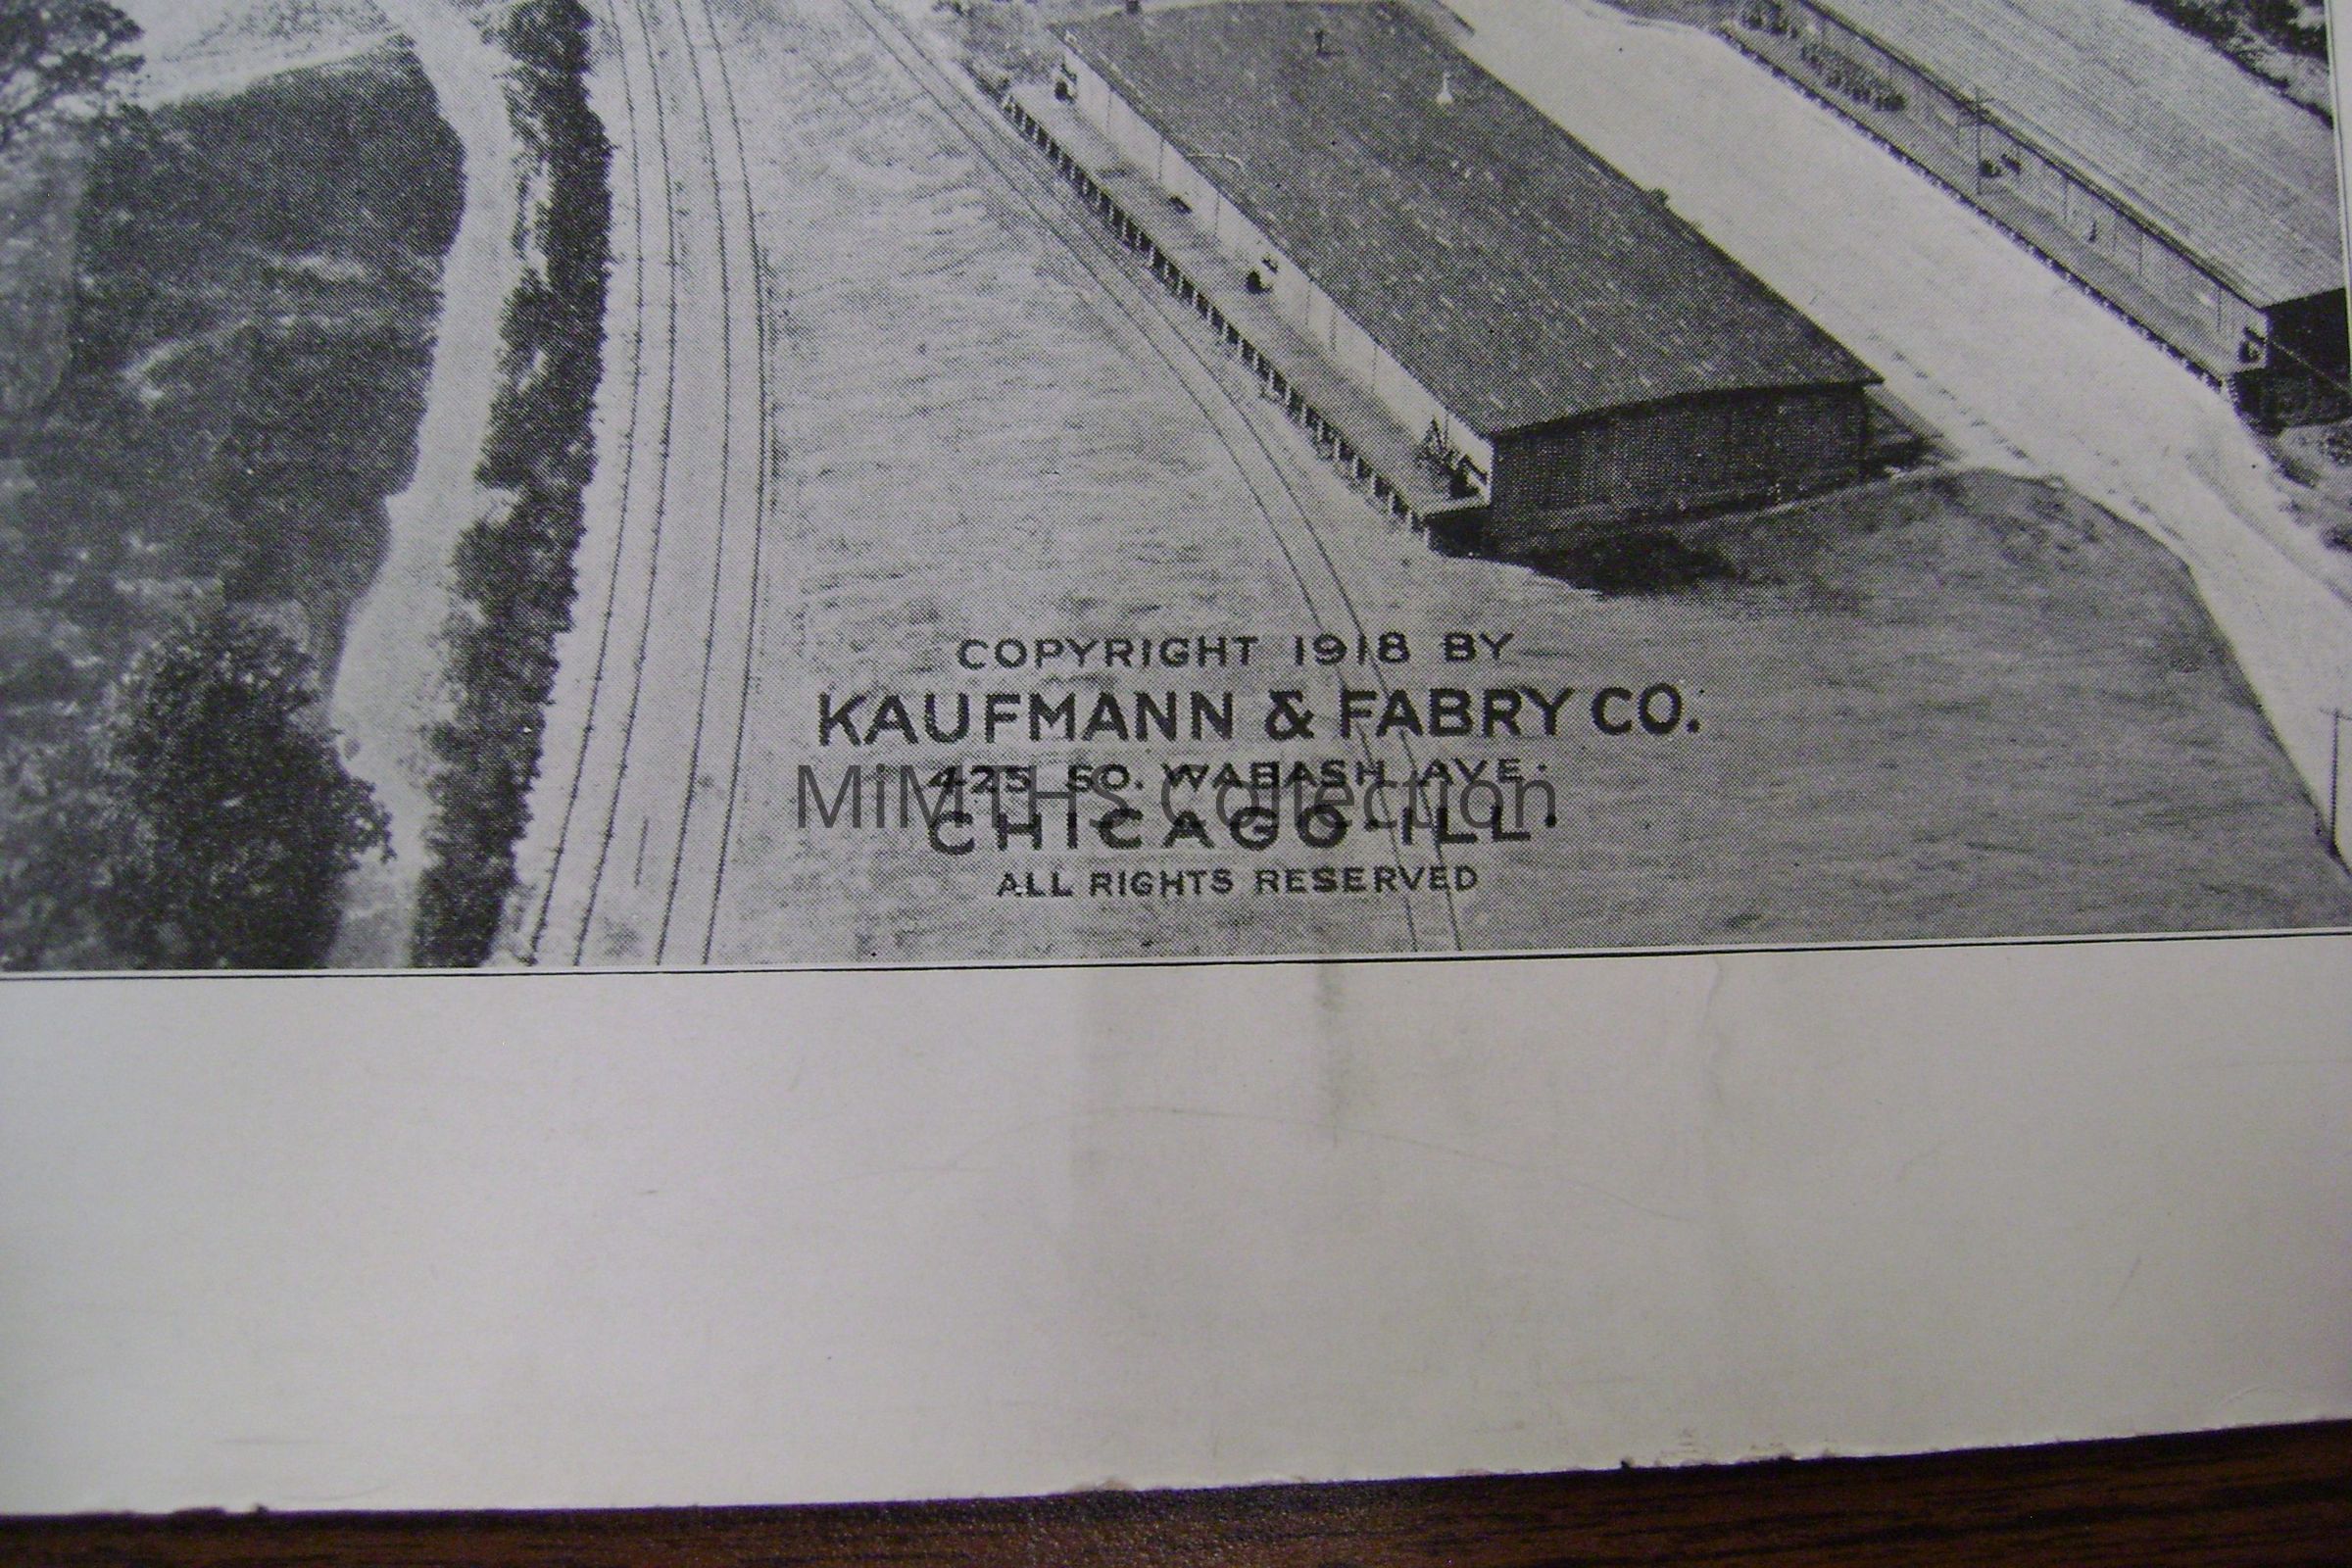 COPYRIGHT 1918 BY
KAUFMANN & FABRY CO.
425 SO. WABASH AVE.
MiMTHs Collection
CHICAGO·ILL·
ALL RIGHTS RESERVED